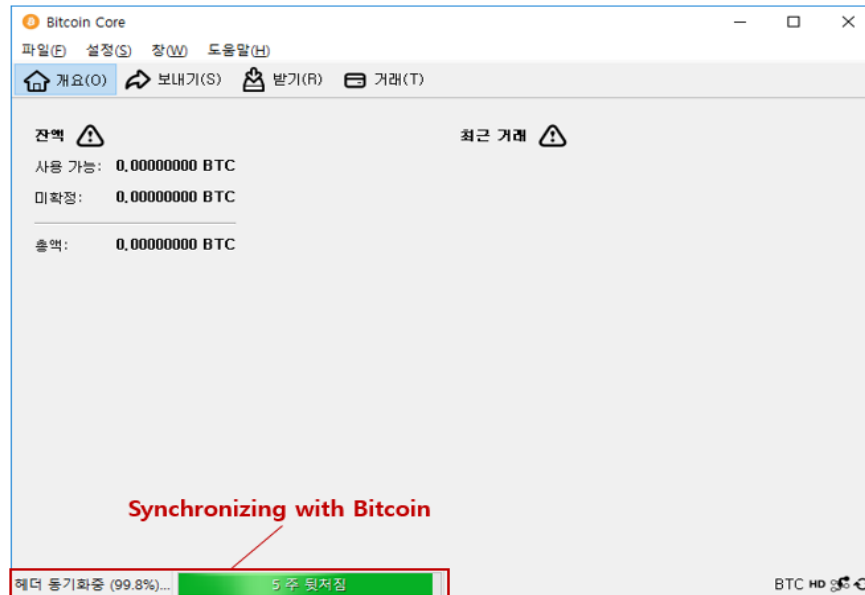 Bitcoin Core
파일(F) 설정(S) 창(W) 도움말(H)
개요(O) 보내기(S) 받기(R) 거래(T)
잔액 최근 거래
사용 가능: 0.00000000 BTC
미확정: 0.00000000 BTC
총액: 0.00000000 BTC
Synchronizing with Bitcoin
헤더 동기화중 (99.8%)... 5 주 뒷처짐 BTC HD